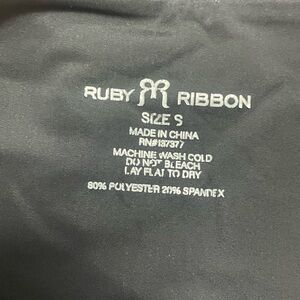 RUBY RIBBON
SIZE S
MADE IN CHINA
RN#137377
MACHINE WASH COLD
DO NOT BLEACH
LAY FLAT TO DRY
80% POLYESTER 20% SPANDEX